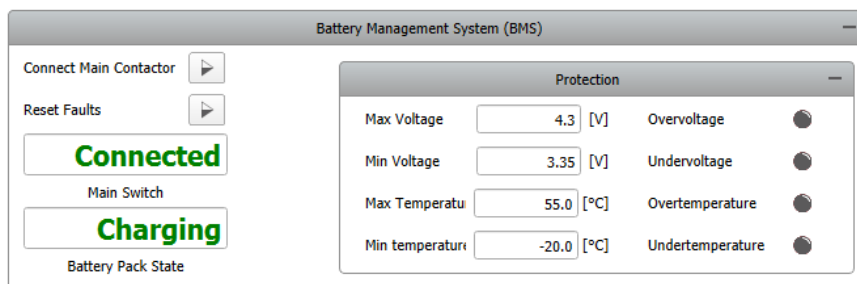 Battery Management System (BMS)
Connect Main Contactor
Reset Faults
Connected
Main Switch
Charging
Battery Pack State
Protection
Max Voltage 4.3 [V] Overvoltage
Min Voltage 3.35 [V] Undervoltage
Max Temperatu 55.0 [°C] Overtemperature
Min temperature -20.0 [°C] Undertemperature